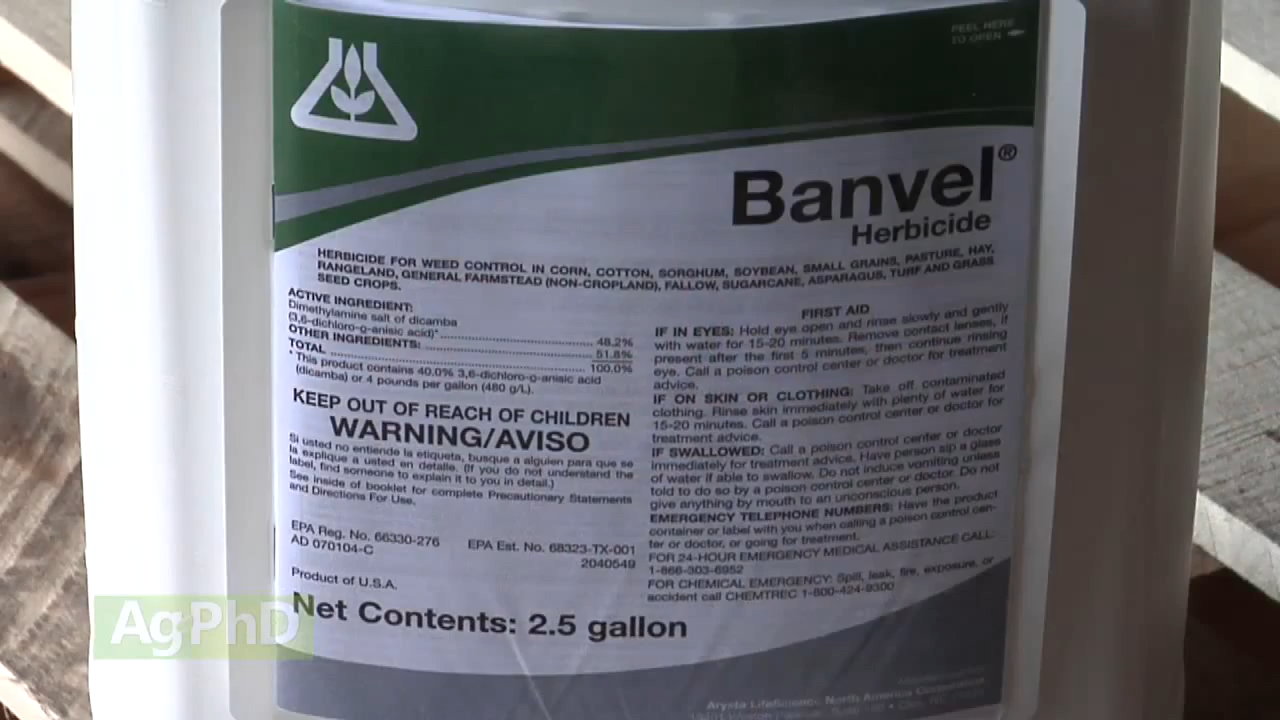 PEEL HERE
TO OPEN
Banvel®
Herbicide
HERBICIDE FOR WEED CONTROL IN CORN, COTTON, SORGHUM, SOYBEAN, SMALL GRAINS, PASTURE, HAY,
RANGELAND, GENERAL FARMSTEAD (NON-CROPLAND), FALLOW, SUGARCANE, ASPARAGUS, TURF AND GRASS
SEED CROPS.
ACTIVE INGREDIENT:
Dimethylamine salt of dicamba
(3,6-dichloro-o-anisic acid)* ........ 48.2%
OTHER INGREDIENTS: ........ 51.8%
TOTAL ........ 100.0%
* This product contains 40.0% 3,6-dichloro-o-anisic acid
(dicamba) or 4 pounds per gallon (480 g/L).
KEEP OUT OF REACH OF CHILDREN
WARNING/AVISO
Si usted no entiende la etiqueta, busque a alguien para que se
la explique a usted en detalle. (If you do not understand the
label, find someone to explain it to you in detail.)
See inside of booklet for complete Precautionary Statements
and Directions For Use.
EPA Reg. No. 66330-276
AD 070104-C
EPA Est. No. 68323-TX-001
2040549
Product of U.S.A.
Net Contents: 2.5 gallon
FIRST AID
IF IN EYES: Hold eye open and rinse slowly and gently
with water for 15-20 minutes. Remove contact lenses, if
present after the first 5 minutes, then continue rinsing
eye. Call a poison control center or doctor for treatment
advice.
IF ON SKIN OR CLOTHING: Take off contaminated
clothing. Rinse skin immediately with plenty of water for
15-20 minutes. Call a poison control center or doctor for
treatment advice.
IF SWALLOWED: Call a poison control center or doctor
immediately for treatment advice. Have person sip a glass
of water if able to swallow. Do not induce vomiting unless
told to do so by a poison control center or doctor. Do not
give anything by mouth to an unconscious person.
EMERGENCY TELEPHONE NUMBERS: Have the product
container or label with you when calling a poison control cen-
ter or doctor, or going for treatment.
FOR 24-HOUR EMERGENCY MEDICAL ASSISTANCE CALL:
1-866-303-6952
FOR CHEMICAL EMERGENCY: Spill, leak, fire, exposure, or
accident call CHEMTREC 1-800-424-9300
Arysta LifeScience North America Corporation
AgPhD